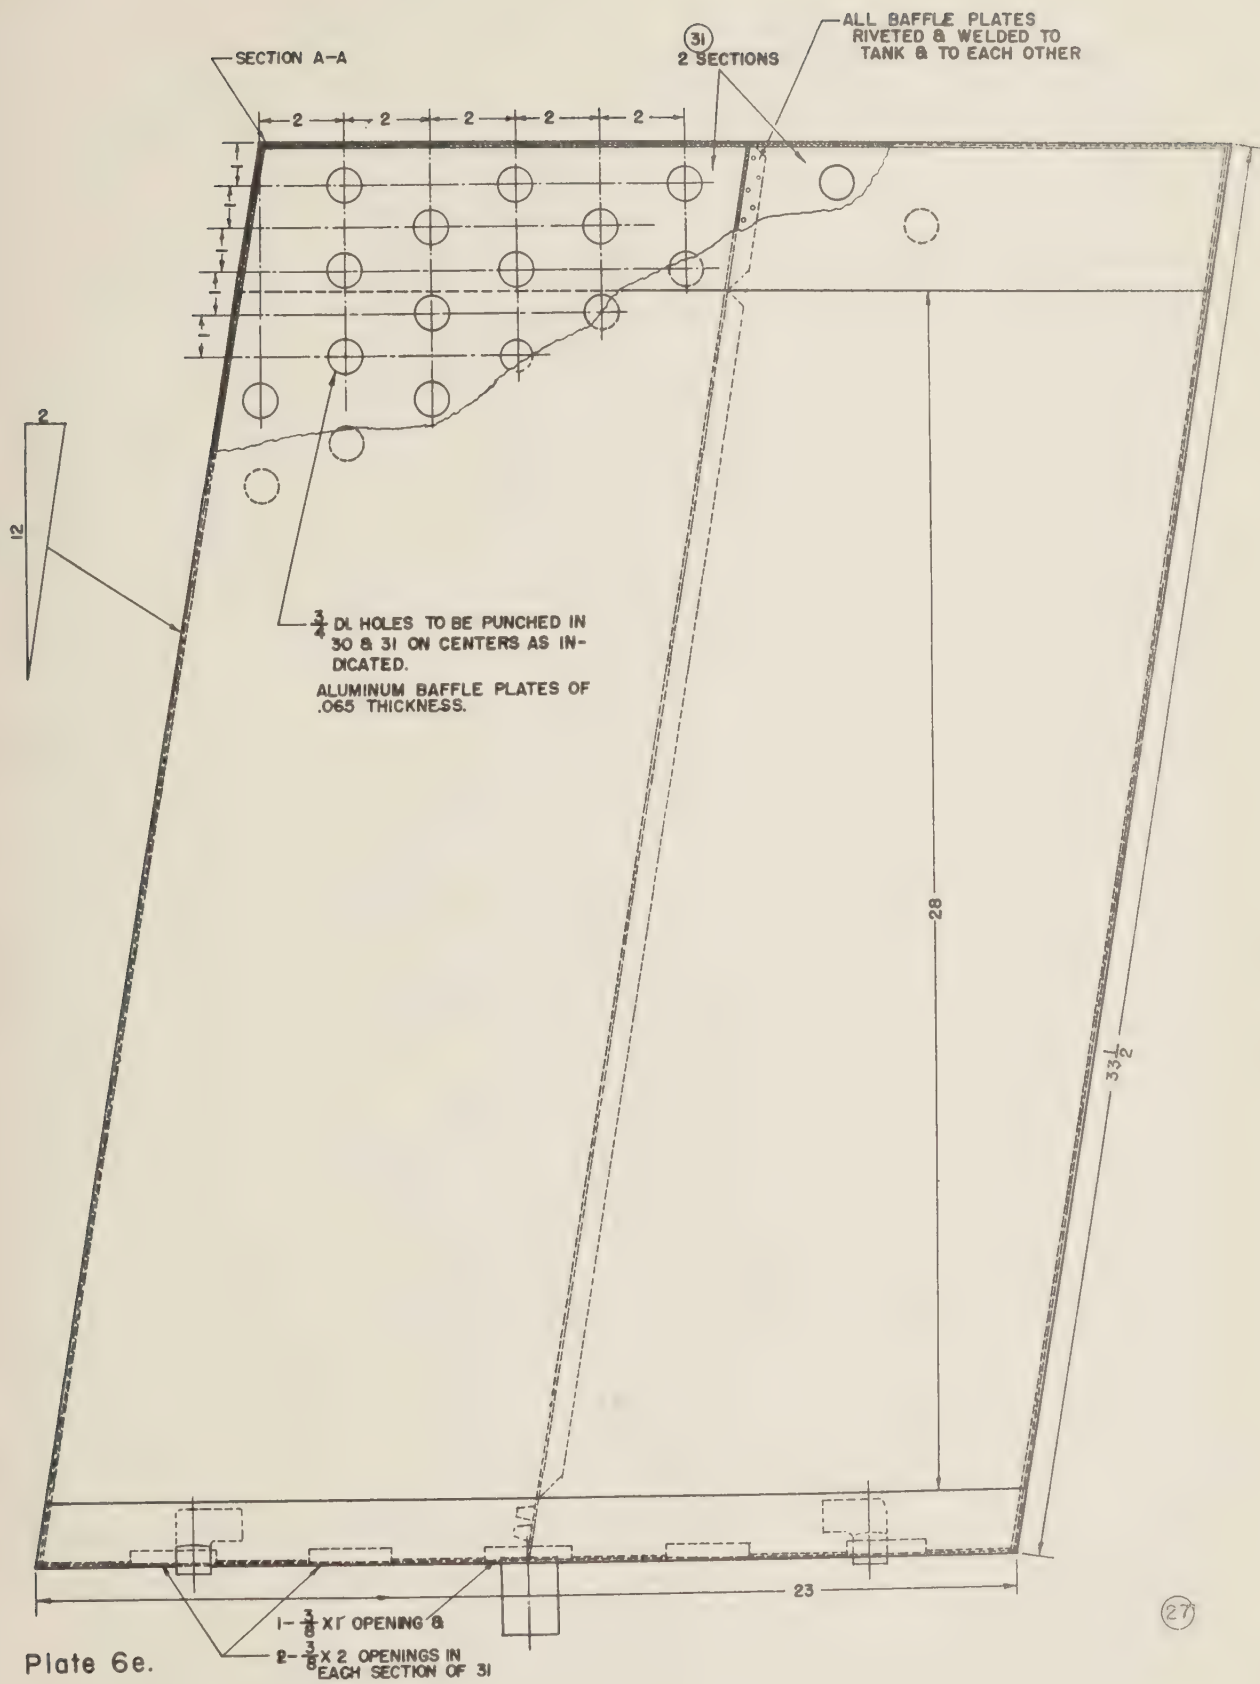 ALL BAFFLE PLATES
RIVETED & WELDED TO
TANK & TO EACH OTHER
31
2 SECTIONS
SECTION A-A
2
2
2
2
2
1
1
1
1
1
2
12
3/4 DI. HOLES TO BE PUNCHED IN
30 & 31 ON CENTERS AS IN-
DICATED.
ALUMINUM BAFFLE PLATES OF
.065 THICKNESS.
28
33 1/2
23
1-3/8 X 1" OPENING &
2-3/8 X 2 OPENINGS IN
EACH SECTION OF 31
27
Plate 6e.